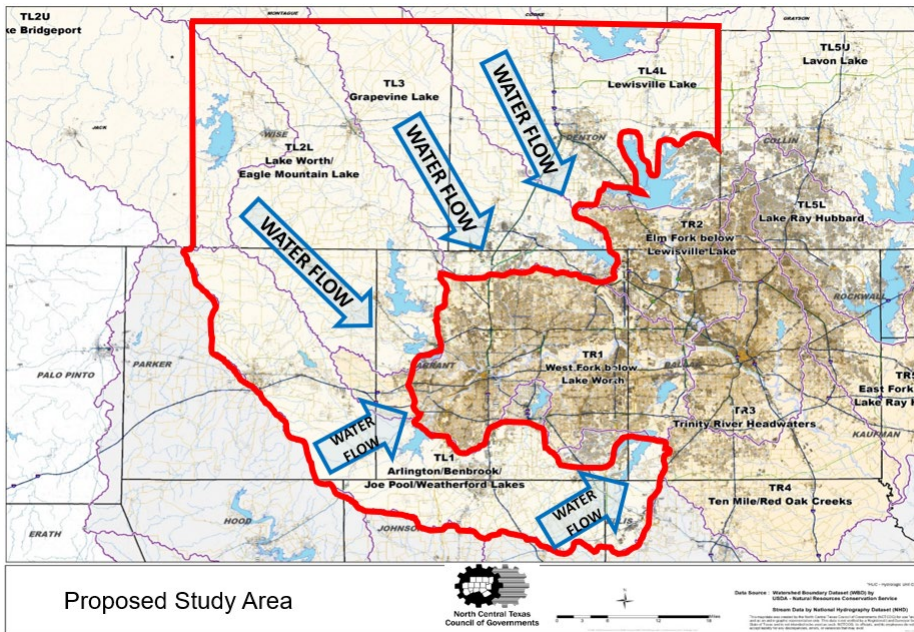 TL2U
ke Bridgeport
MONTAGUE
COOKE
GRAYSON
TL5U
Lavon Lake
TL3
Grapevine Lake
TL4L
Lewisville Lake
JACK
WISE
DENTON
COLLIN
TL2L
Lake Worth/
Eagle Mountain Lake
WATER FLOW
WATER FLOW
WATER FLOW
TL5L
Lake Ray Hubbard
TR2
Elm Fork below
Lewisville Lake
ROCKWALL
PALO PINTO
PARKER
TR1
West Fork below
Lake Worth
East Fork
Lake Ray H
TR3
Trinity River Headwaters
KAUFMAN
WATER
FLOW
TL1
Arlington/Benbrook/
Joe Pool/Weatherford Lakes
WATER
FLOW
TR4
Ten Mile/Red Oak Creeks
ERATH
HOOD
Proposed Study Area
North Central Texas
Council of Governments
Data Source : Watershed Boundary Dataset (WBD) by
USDA - Natural Resources Conservation Service
Stream Data by National Hydrography Dataset (NHD)